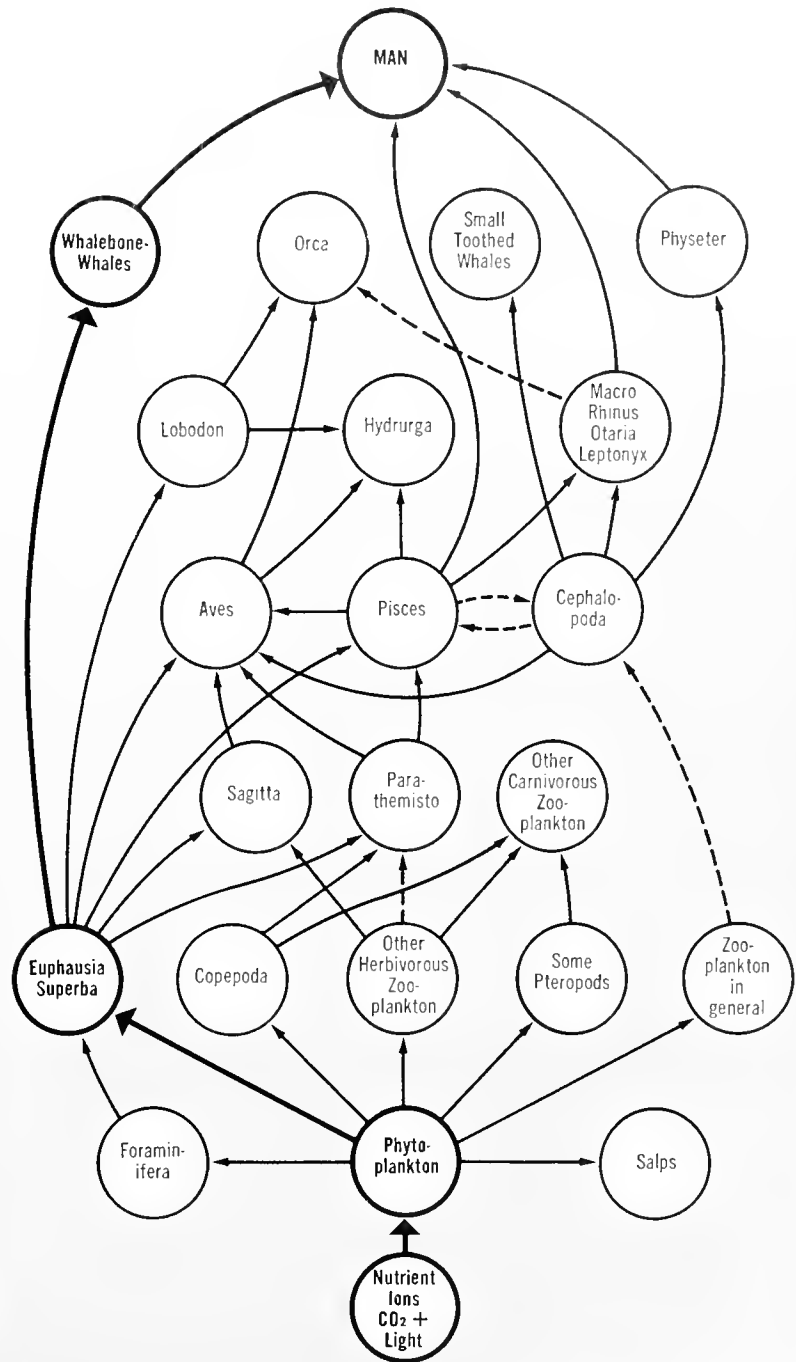 MAN
Whalebone-
Whales
Orca
Small
Toothed
Whales
Physeter
Lobodon
Hydrurga
Macro
Rhinus
Otaria
Leptonyx
Aves
Pisces
Cephalo-
poda
Sagitta
Para-
themisto
Other
Carnivorous
Zoo-
plankton
Euphausia
Superba
Copepoda
Other
Herbivorous
Zoo-
plankton
Some
Pteropods
Zoo-
plankton
in
general
Foramin-
ifera
Phyto-
plankton
Salps
Nutrient
Ions
CO₂ +
Light